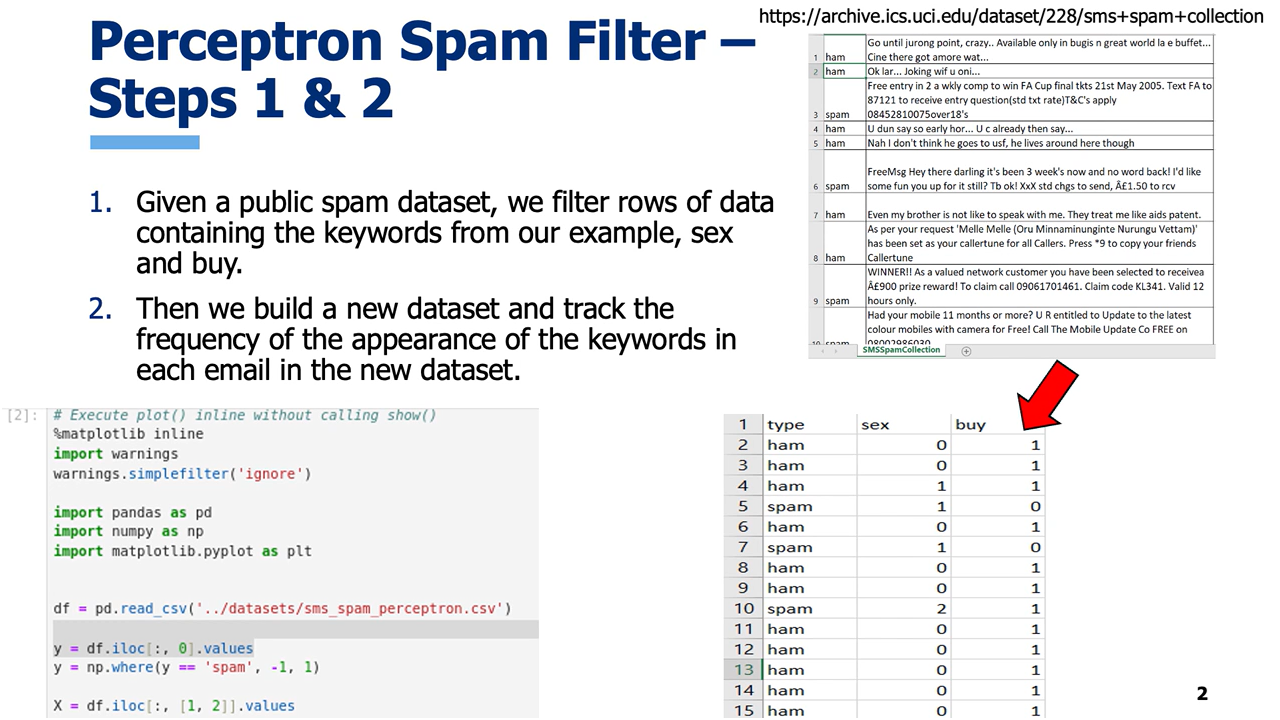 https://archive.ics.uci.edu/dataset/228/sms+spam+collection
Perceptron Spam Filter –
Steps 1 & 2
1. Given a public spam dataset, we filter rows of data
containing the keywords from our example, sex
and buy.
2. Then we build a new dataset and track the
frequency of the appearance of the keywords in
each email in the new dataset.
Go until jurong point, crazy.. Available only in bugis n great world la e buffet...
1 ham Cine there got amore wat...
2 ham Ok lar... Joking wif u oni...
Free entry in 2 a wkly comp to win FA Cup final tkts 21st May 2005. Text FA to
87121 to receive entry question(std txt rate)T&C's apply
3 spam 08452810075over18's
4 ham U dun say so early hor... U c already then say...
5 ham Nah I don't think he goes to usf, he lives around here though
FreeMsg Hey there darling it's been 3 week's now and no word back! I'd like
6 spam some fun you up for it still? Tb ok! XxX std chgs to send, Â£1.50 to rcv
7 ham Even my brother is not like to speak with me. They treat me like aids patent.
As per your request 'Melle Melle (Oru Minnaminunginte Nurungu Vettam)'
has been set as your callertune for all Callers. Press *9 to copy your friends
8 ham Callertune
WINNER!! As a valued network customer you have been selected to receivea
Â£900 prize reward! To claim call 09061701461. Claim code KL341. Valid 12
9 spam hours only.
Had your mobile 11 months or more? U R entitled to Update to the latest
colour mobiles with camera for Free! Call The Mobile Update Co FREE on
10 spam 08002986030
SMSSpamCollection
[2]: # Execute plot() inline without calling show()
%matplotlib inline
import warnings
warnings.simplefilter('ignore')
import pandas as pd
import numpy as np
import matplotlib.pyplot as plt
df = pd.read_csv('../datasets/sms_spam_perceptron.csv')
y = df.iloc[:, 0].values
y = np.where(y == 'spam', -1, 1)
X = df.iloc[:, [1, 2]].values
1 type sex buy
2 ham 0 1
3 ham 0 1
4 ham 1 1
5 spam 1 0
6 ham 0 1
7 spam 1 0
8 ham 0 1
9 ham 0 1
10 spam 2 1
11 ham 0 1
12 ham 0 1
13 ham 0 1
14 ham 0 1
15 ham 0 1
2